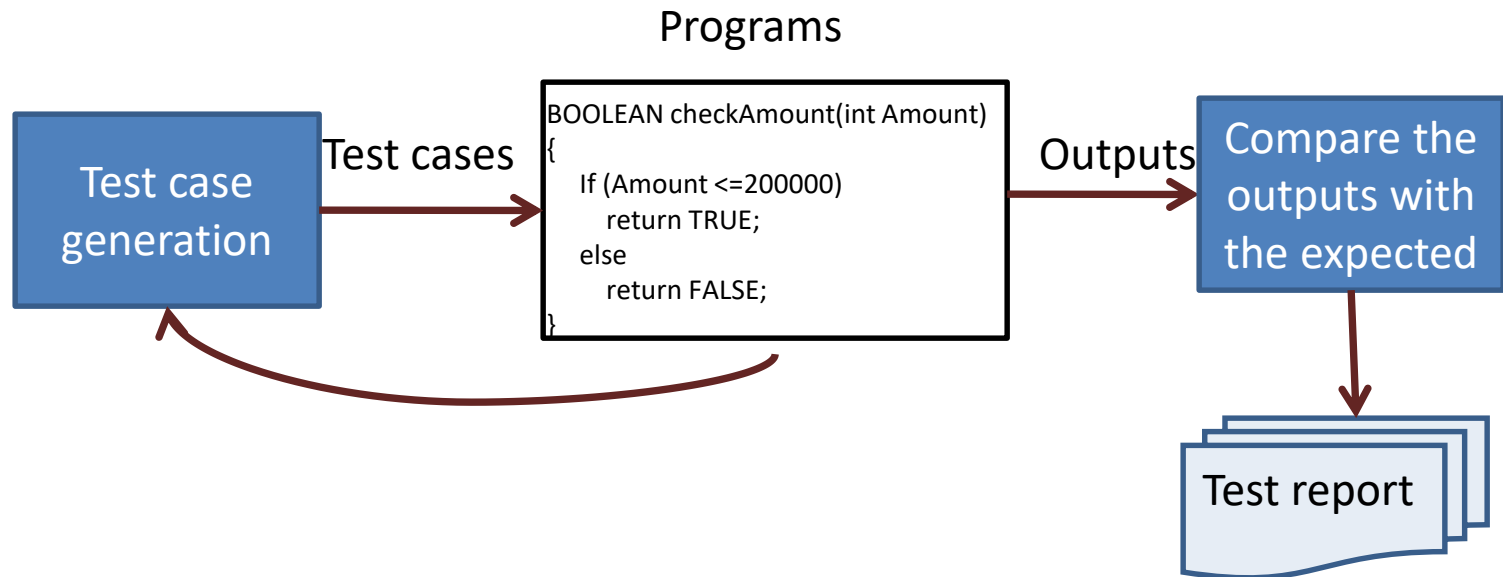 Programs
Test case
generation
Test cases
BOOLEAN checkAmount(int Amount)
{
If (Amount <=200000)
return TRUE;
else
return FALSE;
}
Outputs
Compare the
outputs with
the expected
Test report